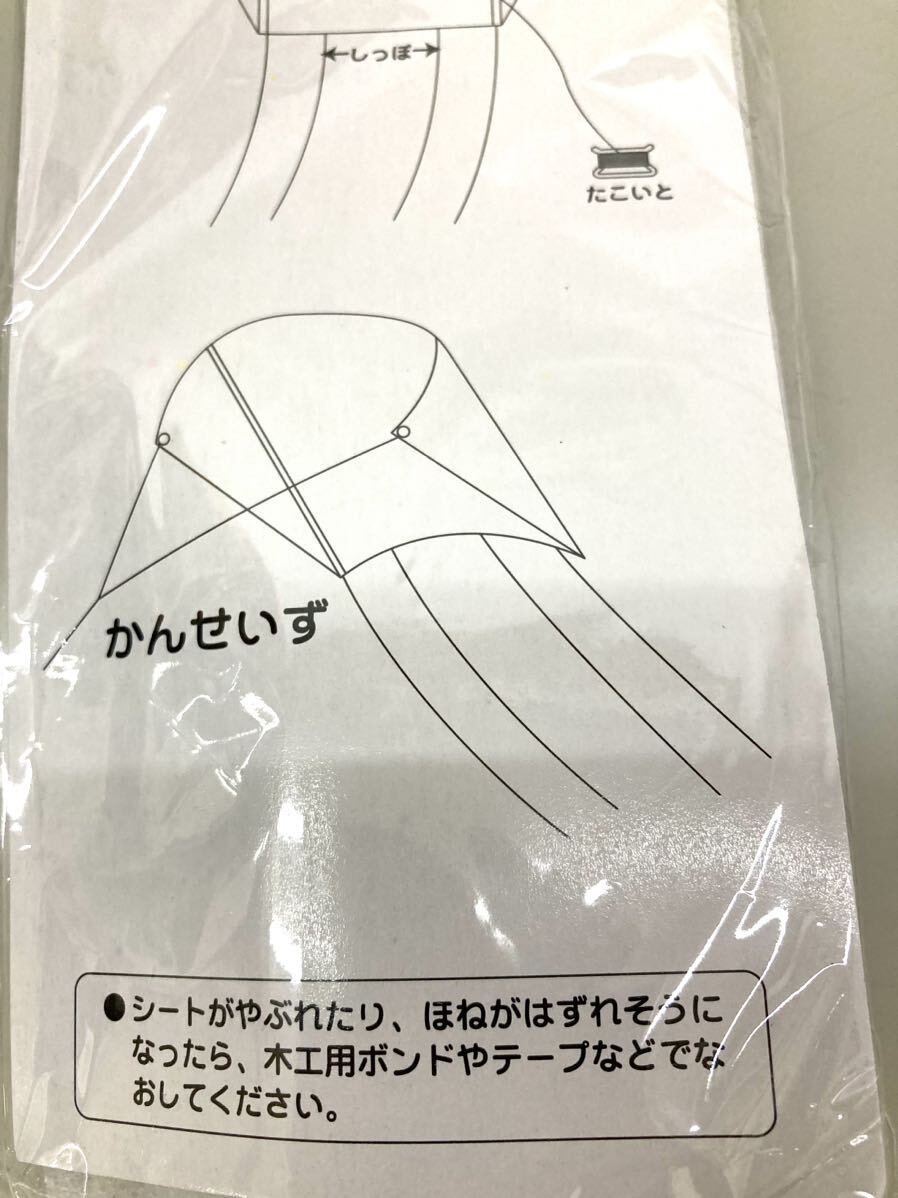 しっぽ
たこいと
かんせいず
●シートがやぶれたり、ほねがはずれそうに
なったら、木工用ボンドやテープなどでな
おしてください。